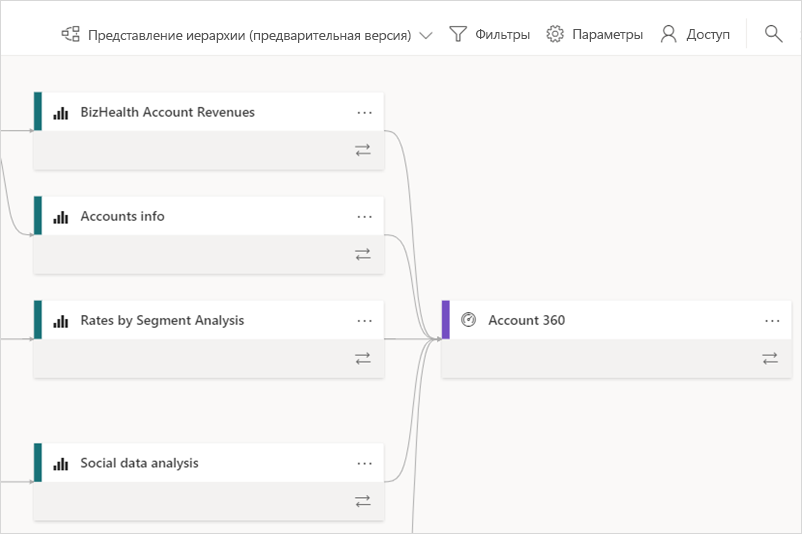 Представление иерархии (предварительная версия) Фильтры Параметры Доступ
BizHealth Account Revenues
Accounts info
Rates by Segment Analysis
Account 360
Social data analysis